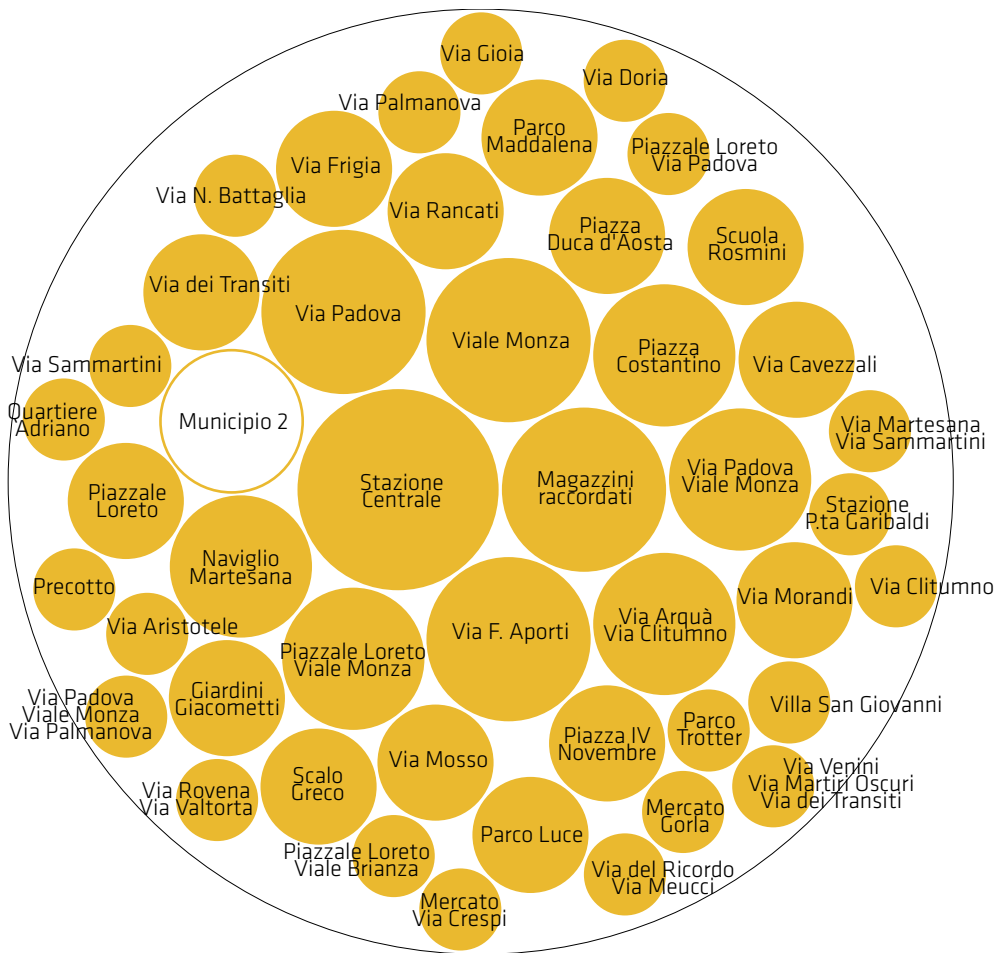 Via Gioia
Via Doria
Via Palmanova
Parco
Maddalena
Piazzale Loreto
Via Padova
Via Frigia
Via N. Battaglia
Via Rancati
Piazza
Duca d'Aosta
Scuola
Rosmini
Via dei Transiti
Via Padova
Viale Monza
Piazza
Costantino
Via Cavezzali
Via Sammartini
Quartiere
Adriano
Municipio 2
Via Martesana
Via Sammartini
Piazzale
Loreto
Stazione
Centrale
Magazzini
raccordati
Via Padova
Viale Monza
Stazione
P.ta Garibaldi
Naviglio
Martesana
Precotto
Via Clitumno
Via Morandi
Via Aristotele
Via F. Aporti
Via Arquà
Via Clitumno
Piazzale Loreto
Viale Monza
Giardini
Giacometti
Via Padova
Viale Monza
Via Palmanova
Villa San Giovanni
Parco
Trotter
Piazza IV
Novembre
Via Mosso
Scalo
Greco
Via Rovena
Via Valtorta
Via Venini
Via Martiri Oscuri
Via dei Transiti
Mercato
Gorla
Parco Luce
Piazzale Loreto
Viale Brianza
Via del Ricordo
Via Meucci
Mercato
Via Crespi